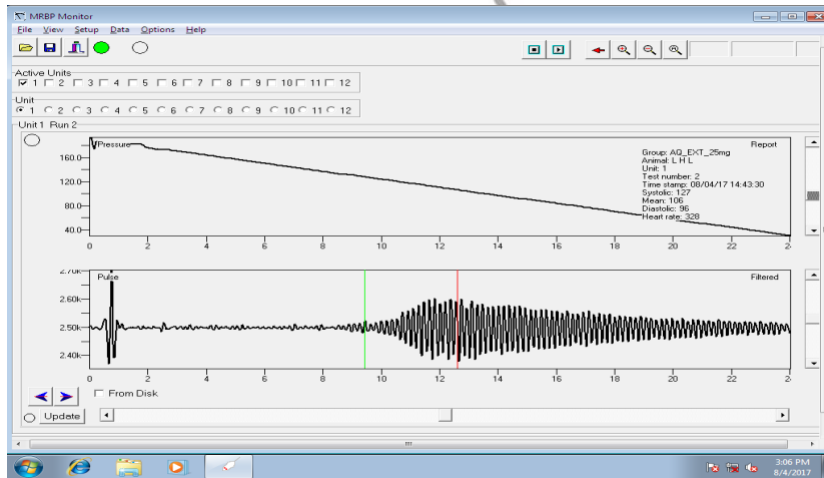 MRBP Monitor
File View Setup Data Options Help
Active Units
1 2 3 4 5 6 7 8 9 10 11 12
Unit
1 2 3 4 5 6 7 8 9 10 11 12
Unit 1 Run 2
Pressure
Report
160.0
120.0
80.0
40.0
Group: AQ_EXT_25mg
Animal: L H L
Unit: 1
Test number: 2
Time stamp: 08/04/17 14:43:30
Systolic: 127
Mean: 106
Diastolic: 96
Heart rate: 328
0 2 4 6 8 10 12 14 16 18 20 22 2
Pulse
Filtered
2.70k
2.60k
2.50k
2.40k
0 2 4 6 8 10 12 14 16 18 20 22 2
From Disk
Update
3:06 PM
8/4/2017